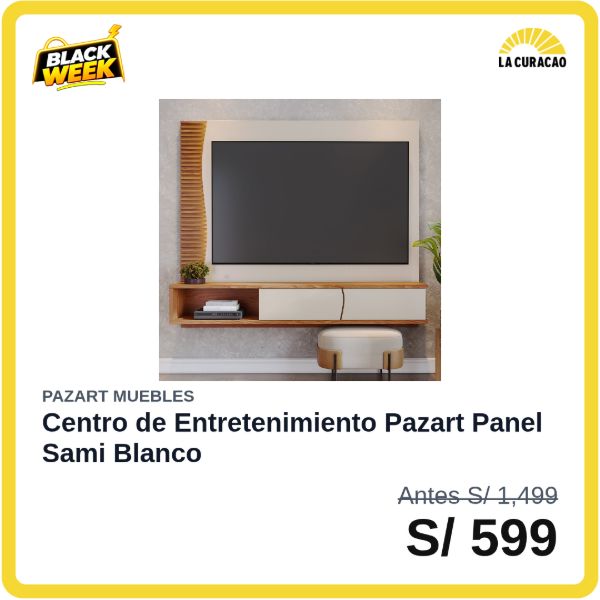 BLACK
WEEK
LA CURACAO
PAZART MUEBLES
Centro de Entretenimiento Pazart Panel
Sami Blanco
Antes S/ 1,499
S/ 599